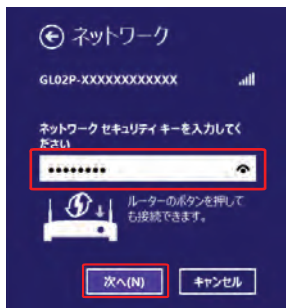 ネットワーク
GL02P-XXXXXXXXXXXX
ネットワーク セキュリティ キーを入力してく
ださい
••••••••
ルーターのボタンを押して
も接続できます。
次へ(N)
キャンセル